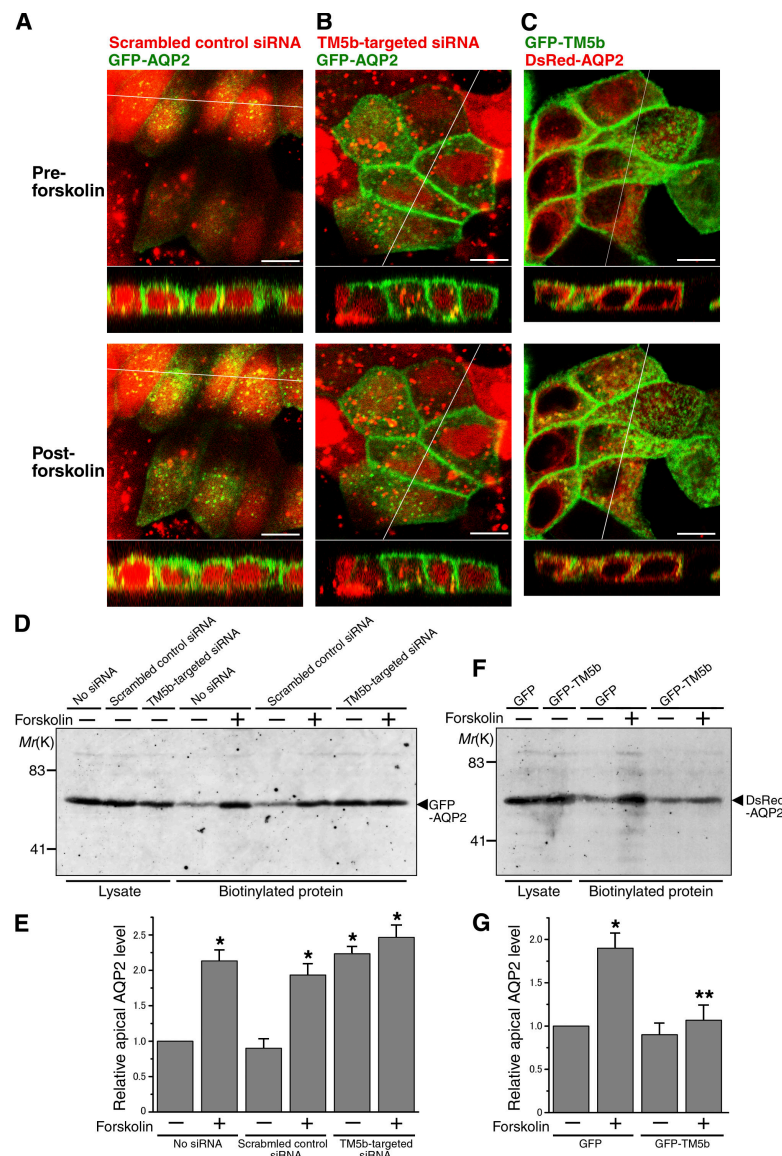 A
B
C
Scrambled control siRNA
GFP-AQP2
TM5b-targeted siRNA
GFP-AQP2
GFP-TM5b
DsRed-AQP2
Pre-
forskolin
Post-
forskolin
D
No siRNA
Scrambled control siRNA
TM5b-targeted siRNA
No siRNA
Scrambled control siRNA
TM5b-targeted siRNA
Forskolin − + − + − +
Mr(K)
83
41
GFP
-AQP2
Lysate
Biotinylated protein
F
GFP
GFP-TM5b
GFP
GFP-TM5b
Forskolin − − − + − +
Mr(K)
83
41
DsRed
-AQP2
Lysate
Biotinylated protein
E
Relative apical AQP2 level
2.5
2.0
1.5
1.0
0.5
0
* * * *
Forskolin − + − + − +
No siRNA
Scrabmled control
siRNA
TM5b-targeted
siRNA
G
Relative apical AQP2 level
2.0
1.5
1.0
0.5
0
* **
Forskolin − + − +
GFP
GFP-TM5b